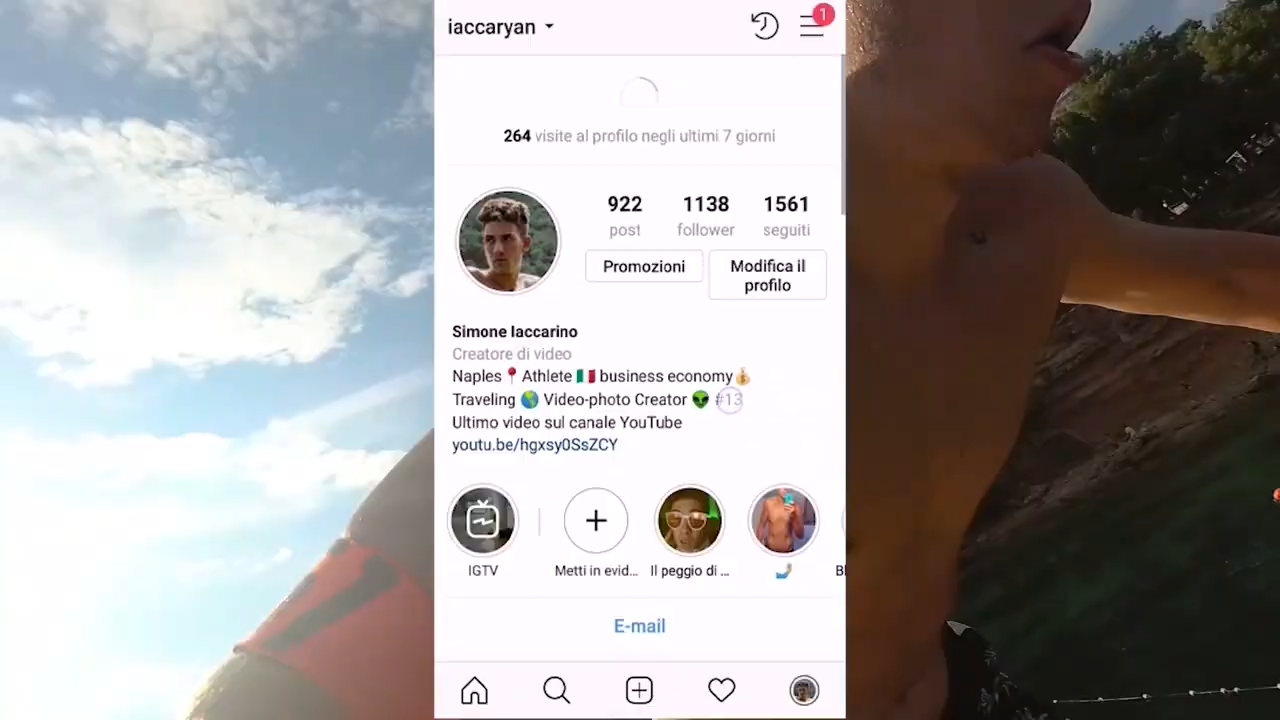 iaccaryan
1
264 visite al profilo negli ultimi 7 giorni
922 1138 1561
post follower seguiti
Promozioni
Modifica il
profilo
Simone Iaccarino
Creatore di video
Naples📍Athlete 🇮🇹 business economy💰
Traveling 🌎 Video-photo Creator 👽 #13
Ultimo video sul canale YouTube
youtu.be/hgxsy0SsZCY
IGTV Metti in evid... Il peggio di ... 🤳
E-mail